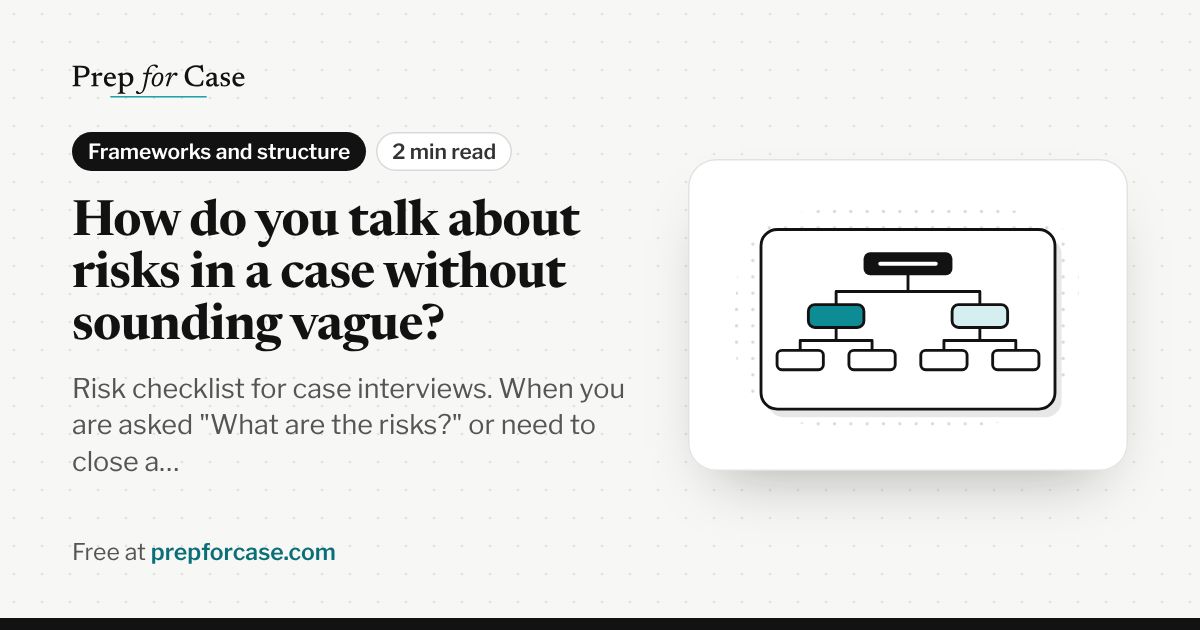 Prep for Case
Frameworks and structure
2 min read
How do you talk about
risks in a case without
sounding vague?
Risk checklist for case interviews. When you
are asked "What are the risks?" or need to
close a...
Free at prepforcase.com